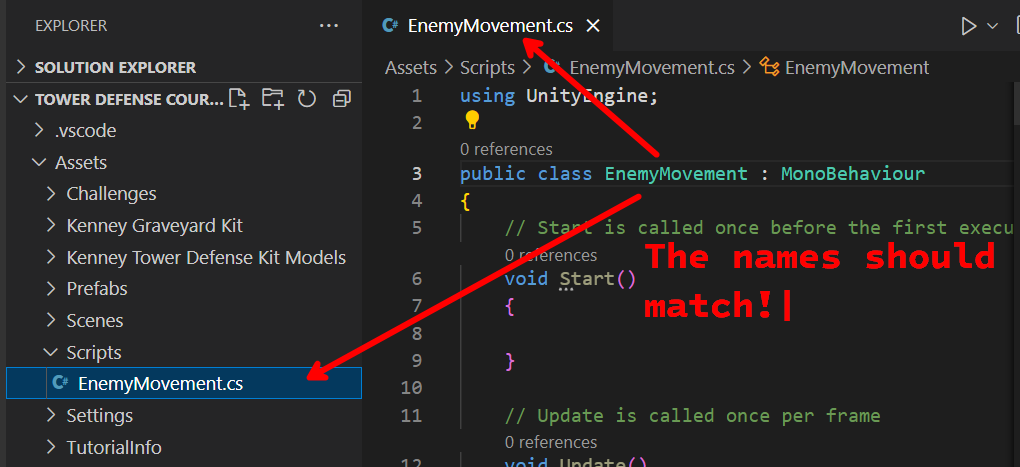 EXPLORER
SOLUTION EXPLORER
TOWER DEFENSE COUR...
.vscode
Assets
Challenges
Kenney Graveyard Kit
Kenney Tower Defense Kit Models
Prefabs
Scenes
Scripts
C# EnemyMovement.cs
Settings
TutorialInfo
C# EnemyMovement.cs
Assets > Scripts > C# EnemyMovement.cs > EnemyMovement
1 using UnityEngine;
2
0 references
3 public class EnemyMovement : MonoBehaviour
4 {
5 // Start is called once before the first execu
0 references
6 void Start()
7 {
8
9 }
10
11 // Update is called once per frame
0 references
12 void Update()
The names should
match!|